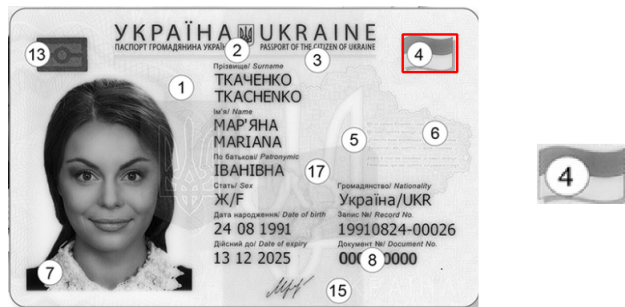 УКРАЇНА UKRAINE
ПАСПОРТ ГРОМАДЯНИНА УКРАЇНИ PASSPORT OF THE CITIZEN OF UKRAINE
13
2
3
4
Прізвище/ Surname
ТКАЧЕНКО
TKACHENKO
1
Ім'я/ Name
МАР'ЯНА
MARIANA
5
6
По батькові/ Patronymic
ІВАНІВНА
17
4
Стать/ Sex
Громадянство/ Nationality
Ж/F
Україна/UKR
Дата народження/ Date of birth
Запис №/ Record No.
24 08 1991
19910824-00026
Дійсний до/ Date of expiry
Документ №/ Document No.
13 12 2025
000 8 0000
7
15